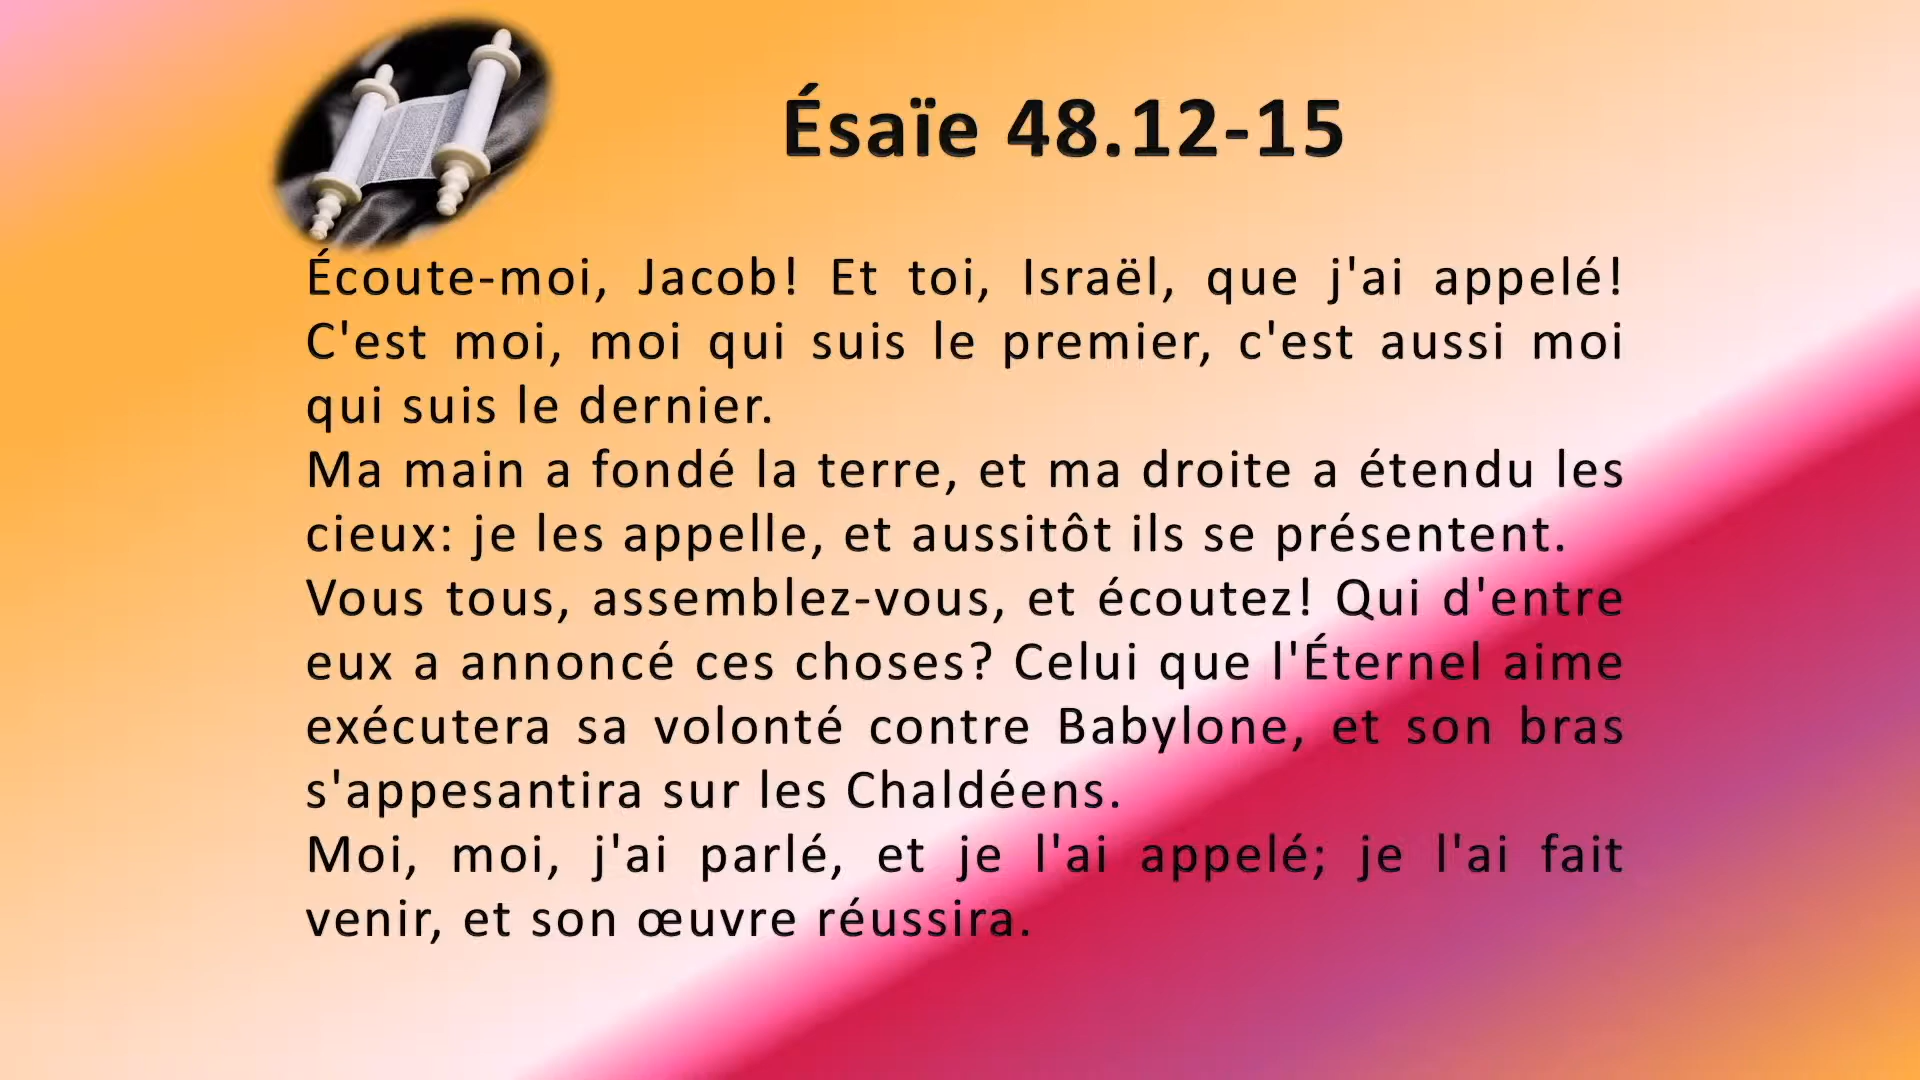 Ésaïe 48.12-15
Écoute-moi, Jacob! Et toi, Israël, que j'ai appelé!
C'est moi, moi qui suis le premier, c'est aussi moi
qui suis le dernier.
Ma main a fondé la terre, et ma droite a étendu les
cieux: je les appelle, et aussitôt ils se présentent.
Vous tous, assemblez-vous, et écoutez! Qui d'entre
eux a annoncé ces choses? Celui que l'Éternel aime
exécutera sa volonté contre Babylone, et son bras
s'appesantira sur les Chaldéens.
Moi, moi, j'ai parlé, et je l'ai appelé; je l'ai fait
venir, et son œuvre réussira.